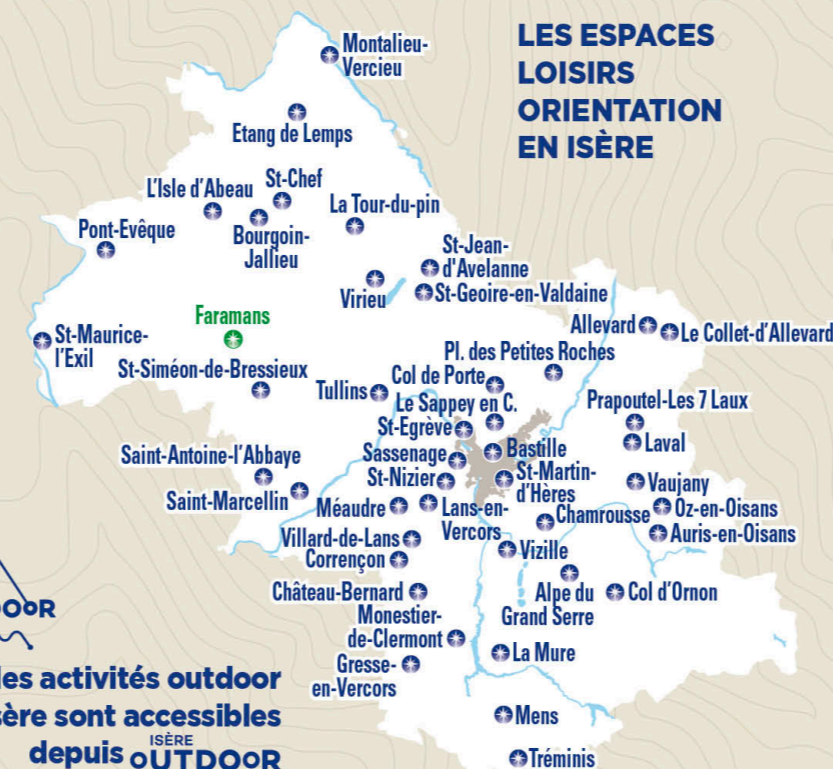 LES ESPACES
LOISIRS
ORIENTATION
EN ISÈRE
Montalieu-
Vercieu
Etang de Lemps
L'Isle d'Abeau
St-Chef
La Tour-du-pin
Pont-Evêque
Bourgoin-
Jallieu
St-Jean-
d'Avelanne
Virieu
St-Geoire-en-Valdaine
Faramans
St-Maurice-
l'Exil
Allevard
Le Collet-d'Allevard
St-Siméon-de-Bressieux
Pl. des Petites Roches
Tullins
Col de Porte
Le Sappey en C.
Prapoutel-Les 7 Laux
St-Egrève
Laval
Bastille
Saint-Antoine-l'Abbaye
Sassenage
St-Nizier
St-Martin-
d'Hères
Vaujany
Saint-Marcellin
Méaudre
Lans-en-
Vercors
Chamrousse
Oz-en-Oisans
Auris-en-Oisans
Villard-de-Lans
Corrençon
Vizille
Château-Bernard
Alpe du
Grand Serre
Col d'Ornon
Monestier-
de-Clermont
La Mure
Gresse-
en-Vercors
Mens
Tréminis
les activités outdoor
sère sont accessibles
depuis ISÈRE OUTDOOR